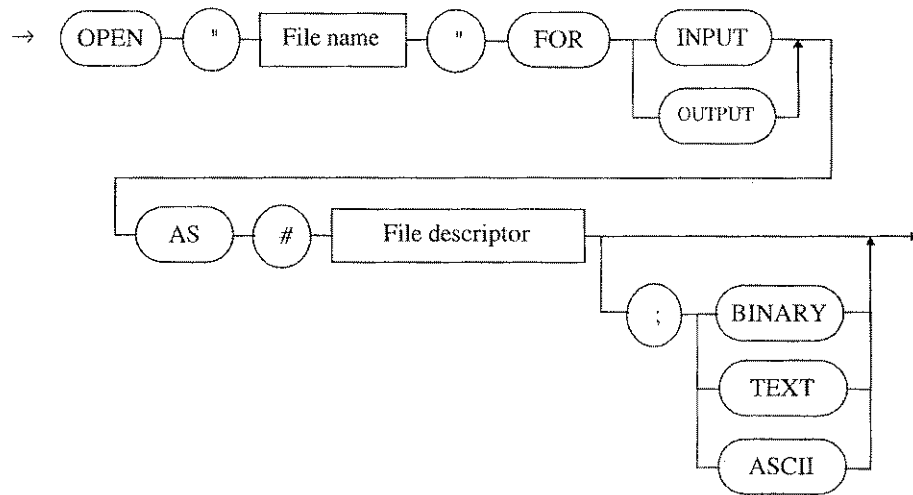 → OPEN " File name " FOR INPUT
OUTPUT
AS # File descriptor
; BINARY
TEXT
ASCII